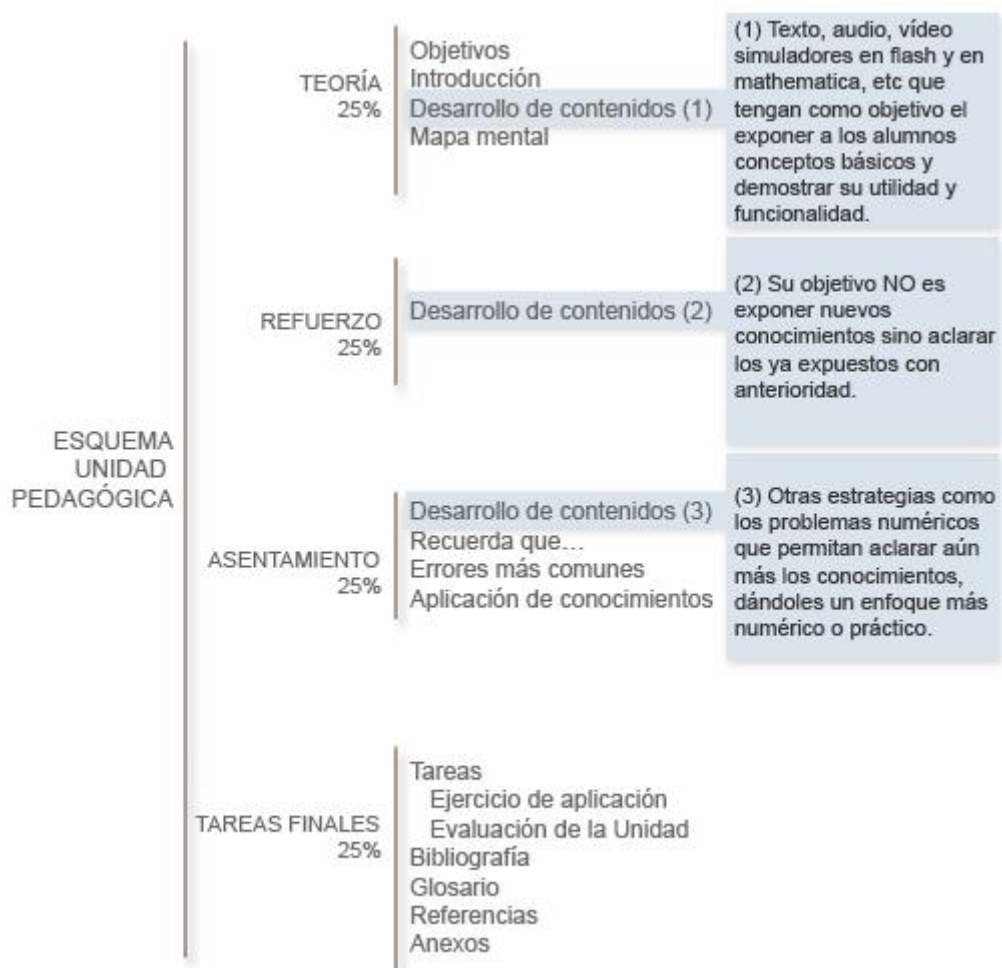 ESQUEMA
UNIDAD
PEDAGÓGICA
TEORÍA
25%
Objetivos
Introducción
Desarrollo de contenidos (1)
Mapa mental
(1) Texto, audio, vídeo
simuladores en flash y en
mathematica, etc que
tengan como objetivo el
exponer a los alumnos
conceptos básicos y
demostrar su utilidad y
funcionalidad.
REFUERZO
25%
Desarrollo de contenidos (2)
(2) Su objetivo NO es
exponer nuevos
conocimientos sino aclarar
los ya expuestos con
anterioridad.
ASENTAMIENTO
25%
Desarrollo de contenidos (3)
Recuerda que...
Errores más comunes
Aplicación de conocimientos
(3) Otras estrategias como
los problemas numéricos
que permitan aclarar aún
más los conocimientos,
dándoles un enfoque más
numérico o práctico.
TAREAS FINALES
25%
Tareas
Ejercicio de aplicación
Evaluación de la Unidad
Bibliografía
Glosario
Referencias
Anexos